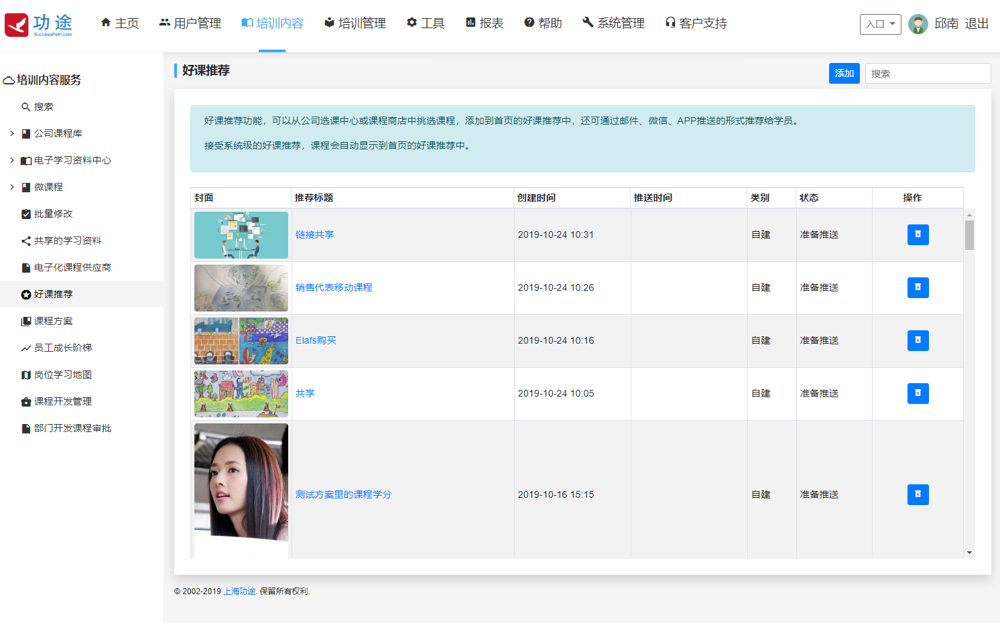 功途
SuccessPath.com
主页
用户管理
培训内容
培训管理
工具
报表
帮助
系统管理
客户支持
入口
邱南
退出
培训内容服务
搜索
公司课程库
电子学习资料中心
微课程
批量修改
共享的学习资料
电子化课程供应商
好课推荐
课程方案
员工成长阶梯
岗位学习地图
课程开发管理
部门开发课程审批
好课推荐
添加
搜索
好课推荐功能，可以从公司选课中心或课程商店中挑选课程，添加到首页的好课推荐中，还可通过邮件、微信、APP推送的形式推荐给学员。
接受系统级的好课推荐，课程会自动显示到首页的好课推荐中。
封面 推荐标题 创建时间 推送时间 类别 状态 操作
链接共享 2019-10-24 10:31 自建 准备推送
销售代表移动课程 2019-10-24 10:26 自建 准备推送
Elafs购买 2019-10-24 10:16 自建 准备推送
共享 2019-10-24 10:05 自建 准备推送
测试方案里的课程学分 2019-10-16 15:15 自建 准备推送
© 2002-2019 上海功途. 保留所有权利.